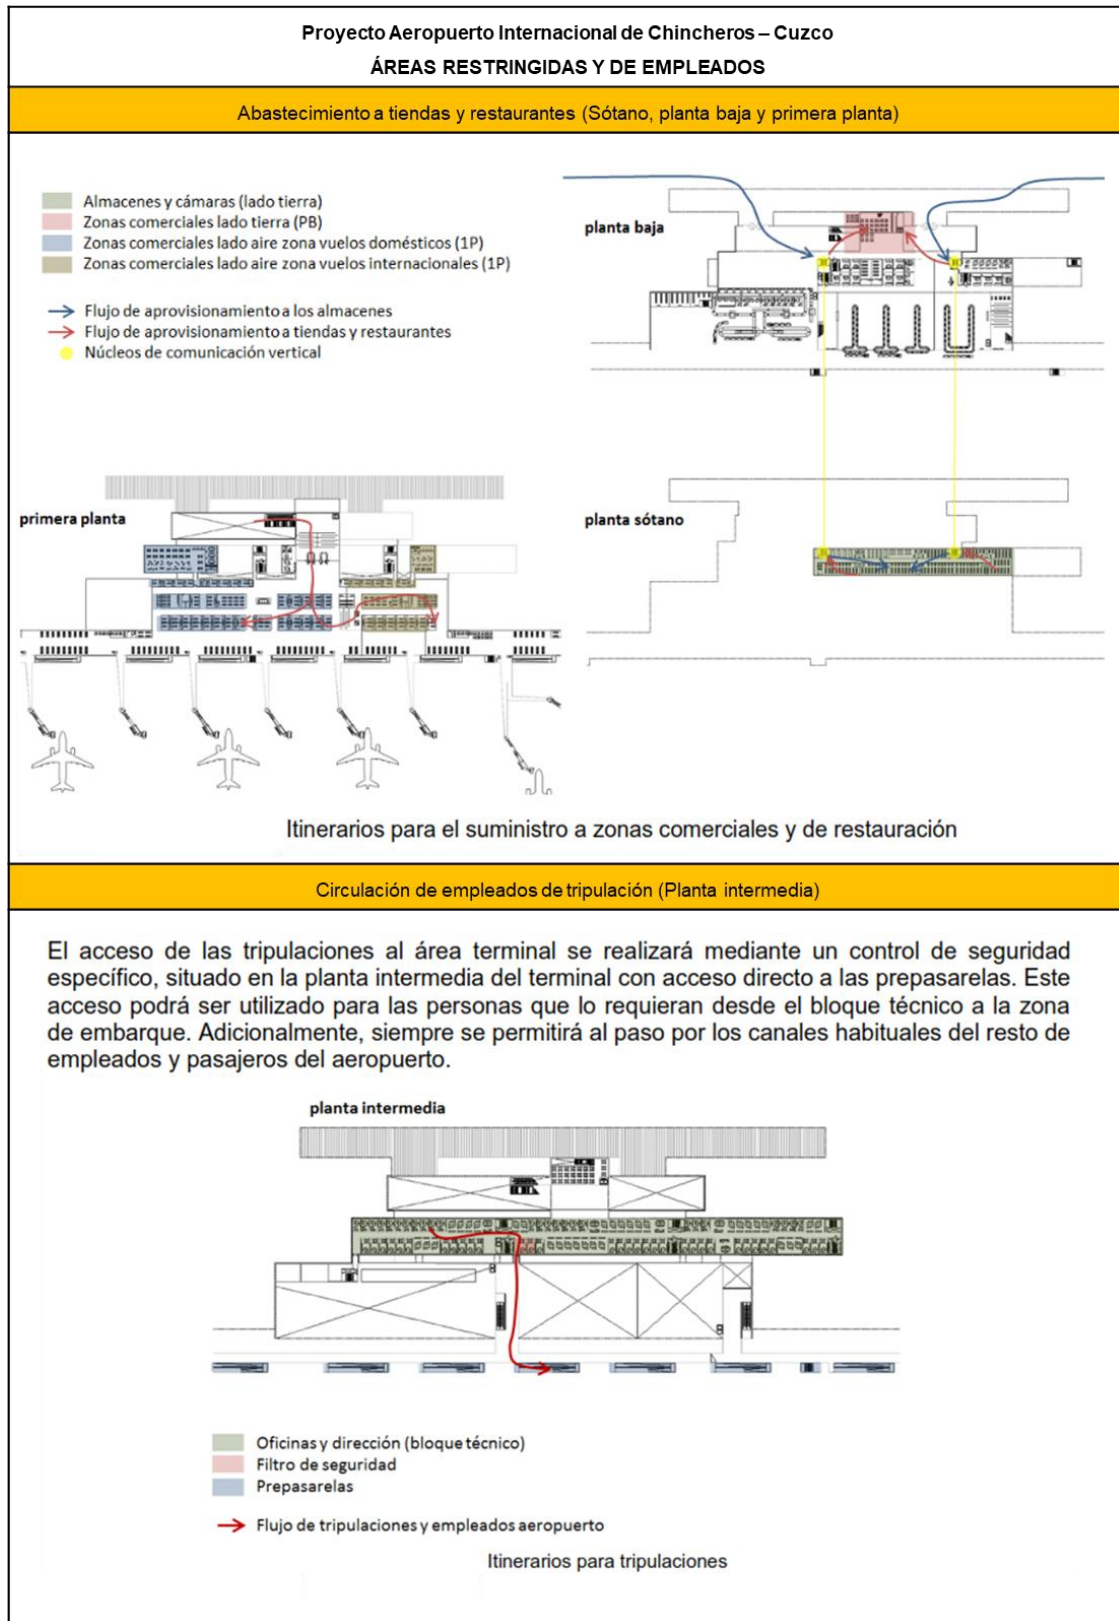 Proyecto Aeropuerto Internacional de Chincheros – Cuzco
ÁREAS RESTRINGIDAS Y DE EMPLEADOS
Abastecimiento a tiendas y restaurantes (Sótano, planta baja y primera planta)
Almacenes y cámaras (lado tierra)
Zonas comerciales lado tierra (PB)
Zonas comerciales lado aire zona vuelos domésticos (1P)
Zonas comerciales lado aire zona vuelos internacionales (1P)
Flujo de aprovisionamiento a los almacenes
Flujo de aprovisionamiento a tiendas y restaurantes
Núcleos de comunicación vertical
planta baja
primera planta
planta sótano
Itinerarios para el suministro a zonas comerciales y de restauración
Circulación de empleados de tripulación (Planta intermedia)
El acceso de las tripulaciones al área terminal se realizará mediante un control de seguridad
específico, situado en la planta intermedia del terminal con acceso directo a las prepasarelas. Este
acceso podrá ser utilizado para las personas que lo requieran desde el bloque técnico a la zona
de embarque. Adicionalmente, siempre se permitirá al paso por los canales habituales del resto de
empleados y pasajeros del aeropuerto.
planta intermedia
Oficinas y dirección (bloque técnico)
Filtro de seguridad
Prepasarelas
Flujo de tripulaciones y empleados aeropuerto
Itinerarios para tripulaciones